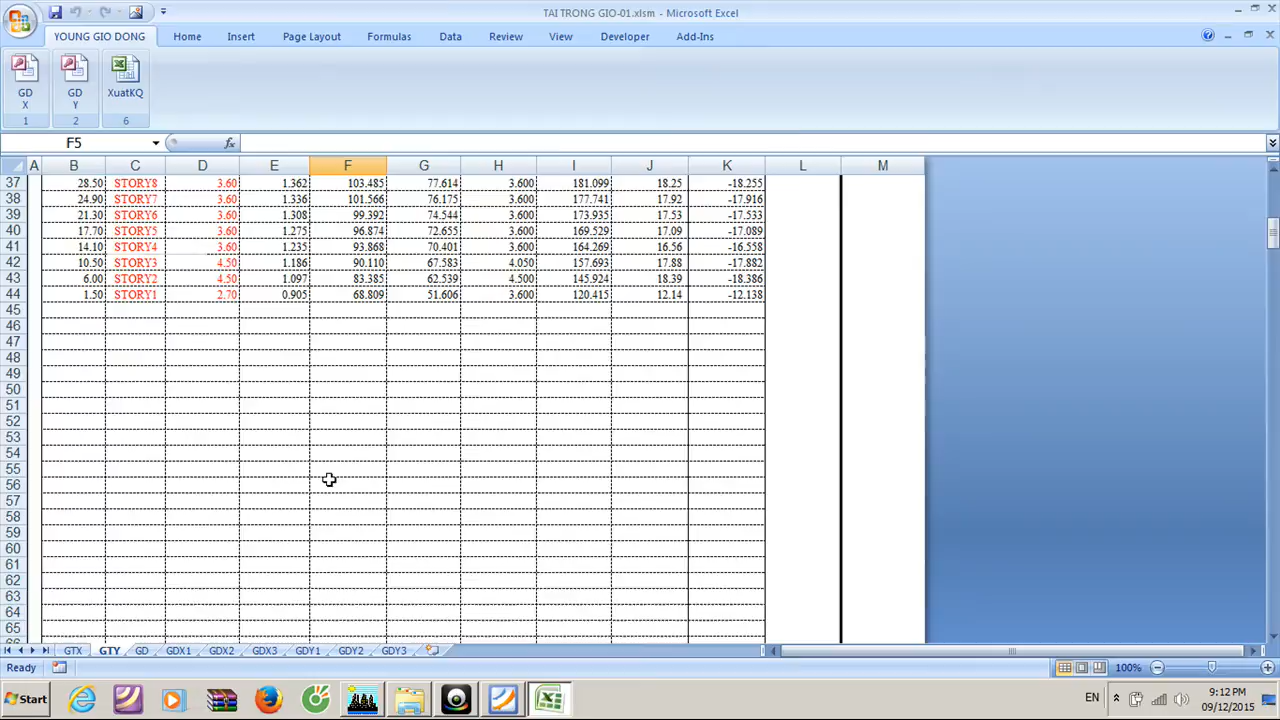 TAI TRONG GIO-01.xlsm - Microsoft Excel
YOUNG GIO DONG Home Insert Page Layout Formulas Data Review View Developer Add-Ins
GD X GD Y XuatKQ
1 2 6
F5
A B C D E F G H I J K L M
37 28.50 STORY8 3.60 1.362 103.485 77.614 3.600 181.099 18.25 -18.255
38 24.90 STORY7 3.60 1.336 101.566 76.175 3.600 177.741 17.92 -17.916
39 21.30 STORY6 3.60 1.308 99.392 74.544 3.600 173.935 17.53 -17.533
40 17.70 STORY5 3.60 1.275 96.874 72.655 3.600 169.529 17.09 -17.089
41 14.10 STORY4 3.60 1.235 93.868 70.401 3.600 164.269 16.56 -16.558
42 10.50 STORY3 4.50 1.186 90.110 67.583 4.050 157.693 17.88 -17.882
43 6.00 STORY2 4.50 1.097 83.385 62.539 4.500 145.924 18.39 -18.386
44 1.50 STORY1 2.70 0.905 68.809 51.606 3.600 120.415 12.14 -12.138
45
46
47
48
49
50
51
52
53
54
55
56
57
58
59
60
61
62
63
64
65
GTX GTY GD GDX1 GDX2 GDX3 GDY1 GDY2 GDY3
Ready 100%
Start EN 9:12 PM
09/12/2015